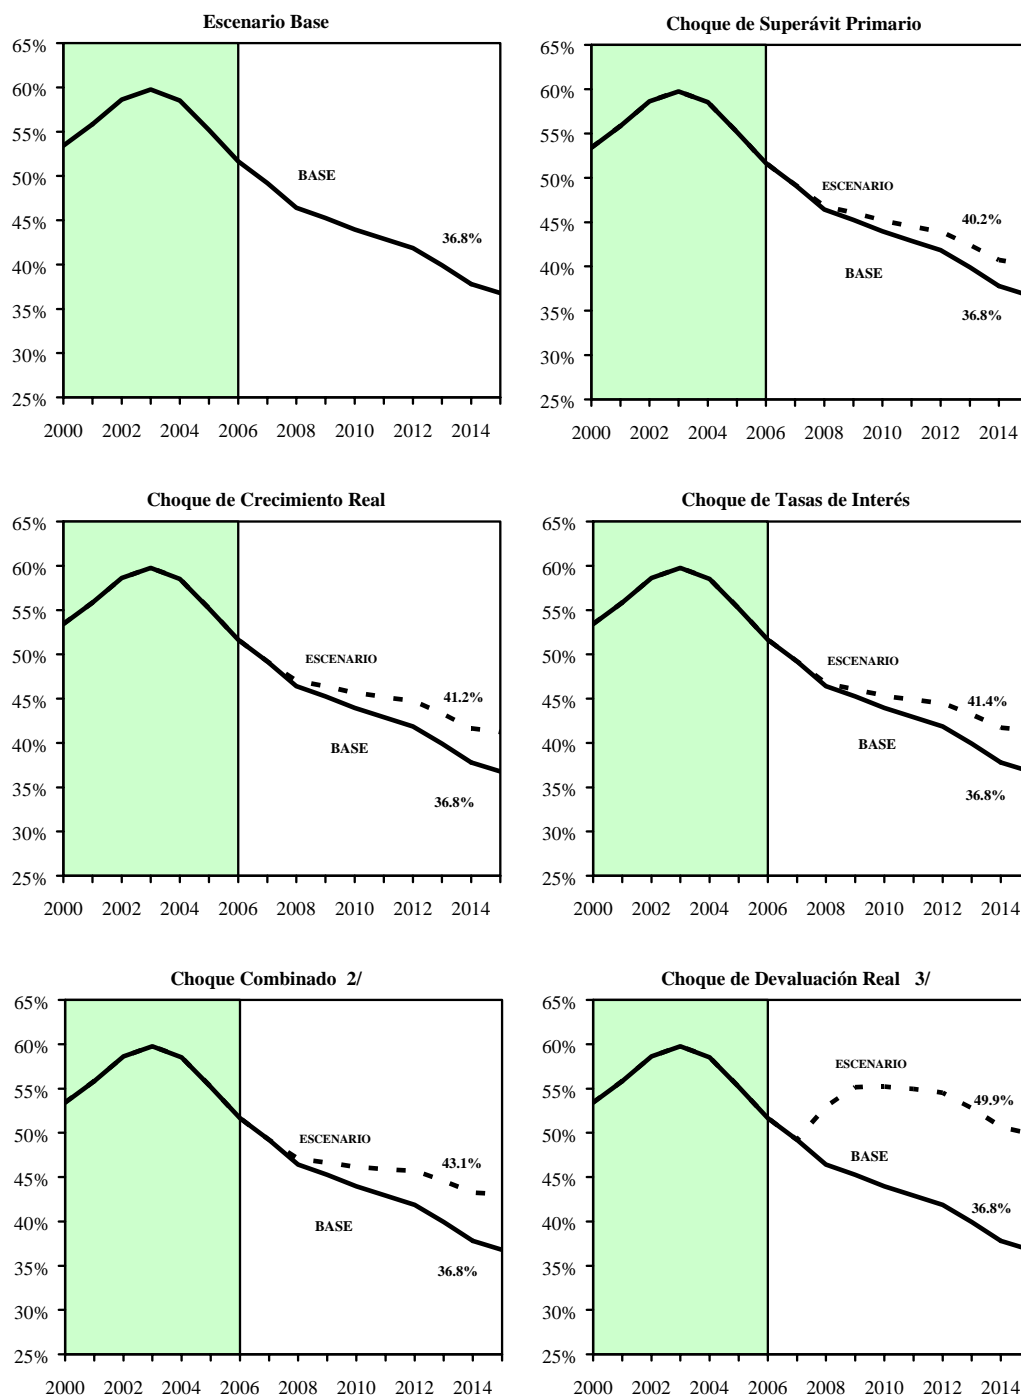 Escenario Base
65%
60%
55%
50%
45%
40%
35%
30%
25%
BASE
36.8%
2000 2002 2004 2006 2008 2010 2012 2014
Choque de Superávit Primario
65%
60%
55%
50%
45%
40%
35%
30%
25%
ESCENARIO
40.2%
BASE
36.8%
2000 2002 2004 2006 2008 2010 2012 2014
Choque de Crecimiento Real
65%
60%
55%
50%
45%
40%
35%
30%
25%
ESCENARIO
41.2%
BASE
36.8%
2000 2002 2004 2006 2008 2010 2012 2014
Choque de Tasas de Interés
65%
60%
55%
50%
45%
40%
35%
30%
25%
ESCENARIO
41.4%
BASE
36.8%
2000 2002 2004 2006 2008 2010 2012 2014
Choque Combinado 2/
65%
60%
55%
50%
45%
40%
35%
30%
25%
ESCENARIO
43.1%
BASE
36.8%
2000 2002 2004 2006 2008 2010 2012 2014
Choque de Devaluación Real 3/
65%
60%
55%
50%
45%
40%
35%
30%
25%
ESCENARIO
49.9%
BASE
36.8%
2000 2002 2004 2006 2008 2010 2012 2014